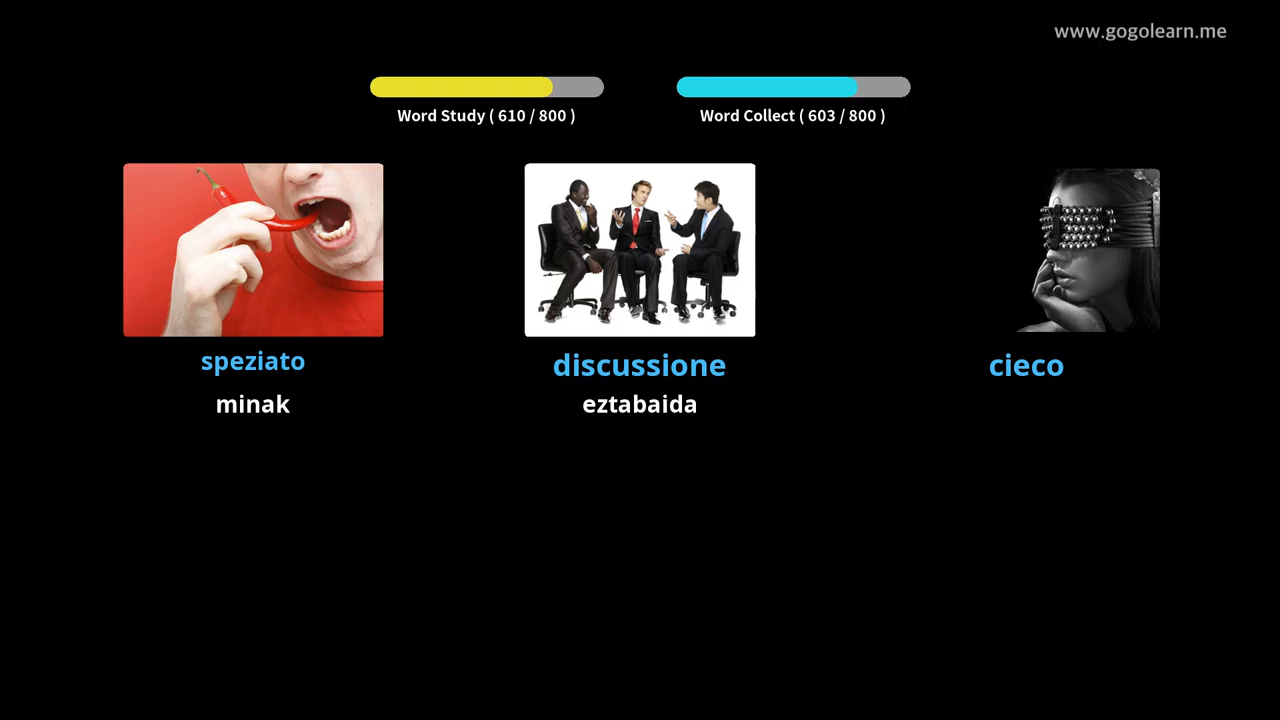 www.gogolearn.me
Word Study ( 610 / 800 )
Word Collect ( 603 / 800 )
speziato
minak
discussione
eztabaida
cieco